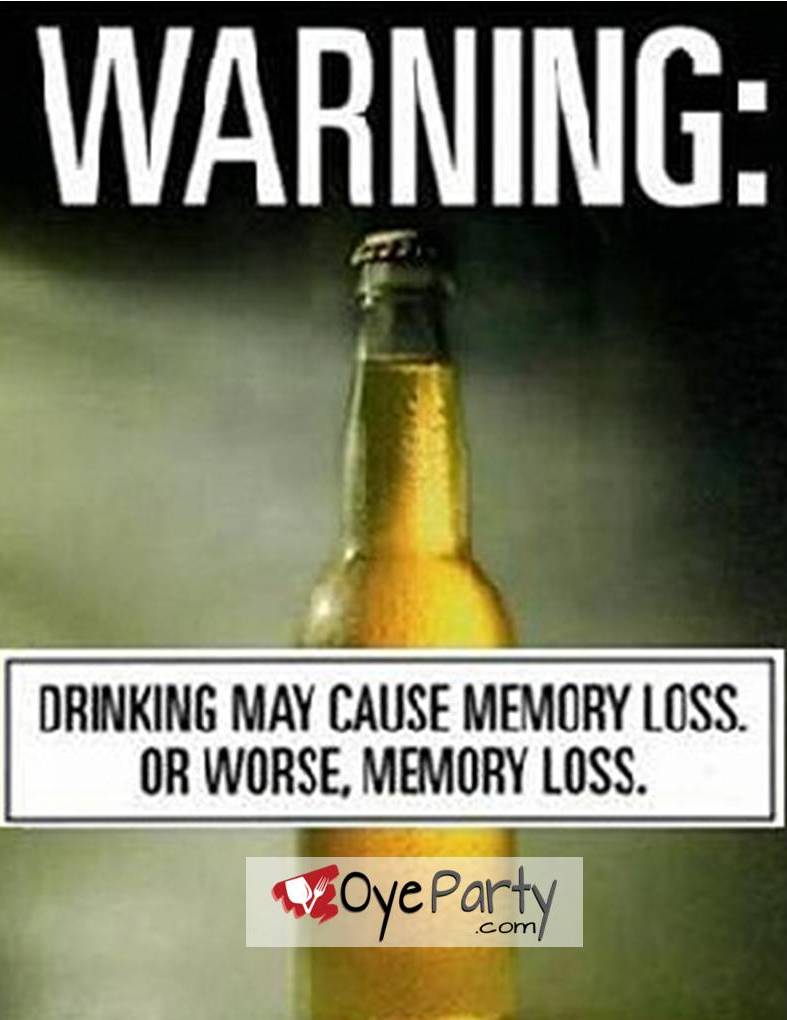 WARNING:
DRINKING MAY CAUSE MEMORY LOSS.
OR WORSE, MEMORY LOSS.
OyeParty
.com